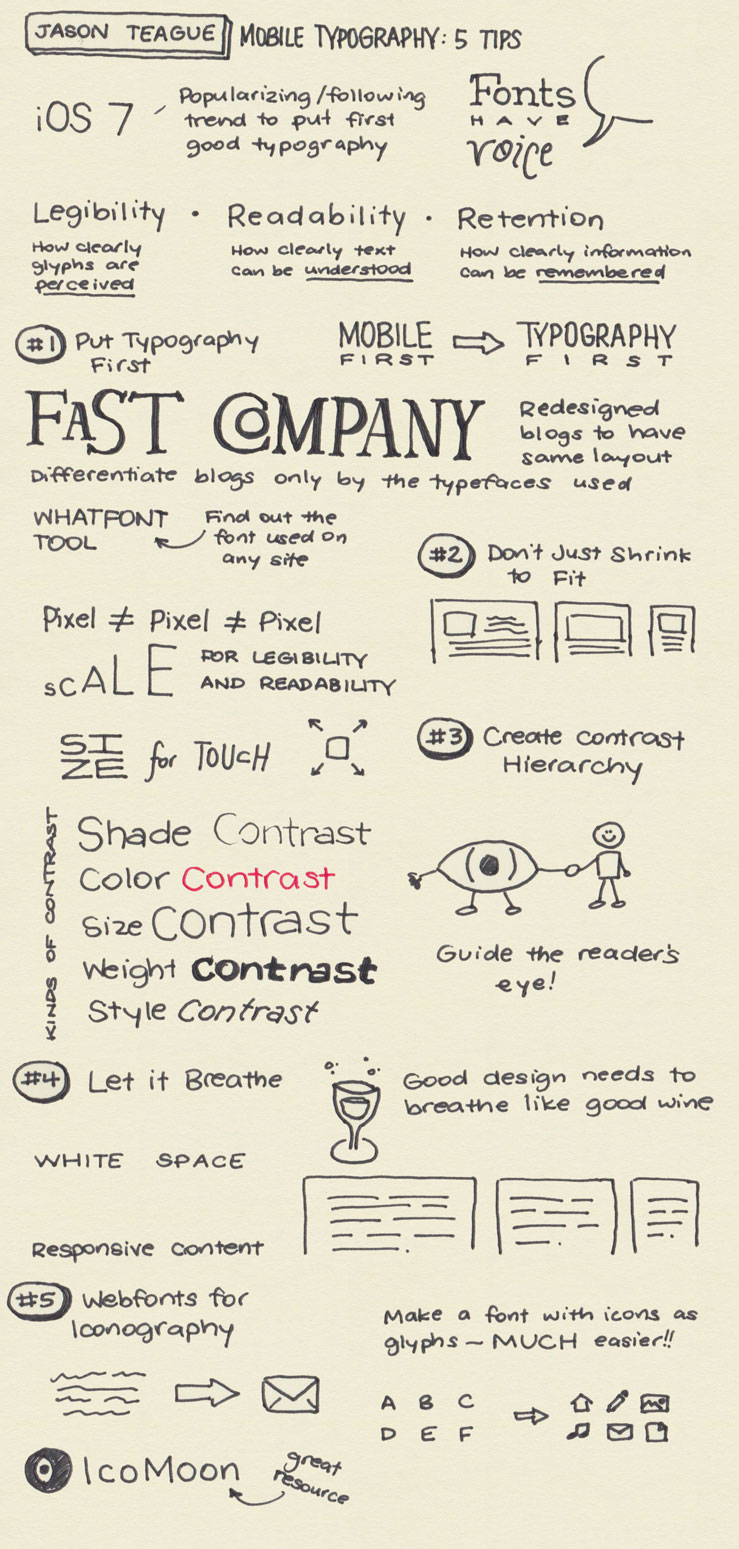 JASON TEAGUE MOBILE TYPOGRAPHY: 5 TIPS
iOS 7
Popularizing/following
trend to put first
good typography
Fonts
HAVE
voice
Legibility · Readability · Retention
How clearly
glyphs are
perceived
How clearly text
can be understood
How clearly information
can be remembered
#1 Put Typography
First
MOBILE
FIRST
TYPOGRAPHY
FIRST
FAST COMPANY
Redesigned
blogs to have
same layout
Differentiate blogs only by the typefaces used
WHATFONT
TOOL
Find out the
font used on
any site
#2 Don't Just Shrink
to Fit
Pixel ≠ Pixel ≠ Pixel
SCALE
FOR LEGIBILITY
AND READABILITY
SIZE for TOUCH
#3 Create Contrast
Hierarchy
KINDS OF CONTRAST
Shade Contrast
Color Contrast
Size Contrast
Weight Contrast
Style Contrast
Guide the reader's
eye!
#4 Let it Breathe
Good design needs to
breathe like good wine
WHITE SPACE
Responsive Content
#5 Webfonts for
Iconography
Make a font with icons as
glyphs – MUCH easier!!
A B C
D E F
IcoMoon
great
resource